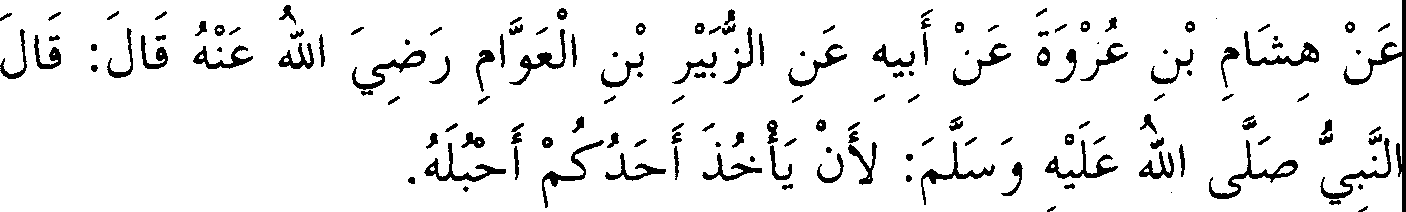 عَنْ هِشَامِ بْنِ عُرْوَةَ عَنْ أَبِيهِ عَنِ الزُّبَيْرِ بْنِ الْعَوَّامِ رَضِيَ اللهُ عَنْهُ قَالَ: قَالَ
النَّبِيُّ صَلَّى اللهُ عَلَيْهِ وَسَلَّمَ: لأَنْ يَأْخُذَ أَحَدُكُمْ أَحْبُلَهُ.